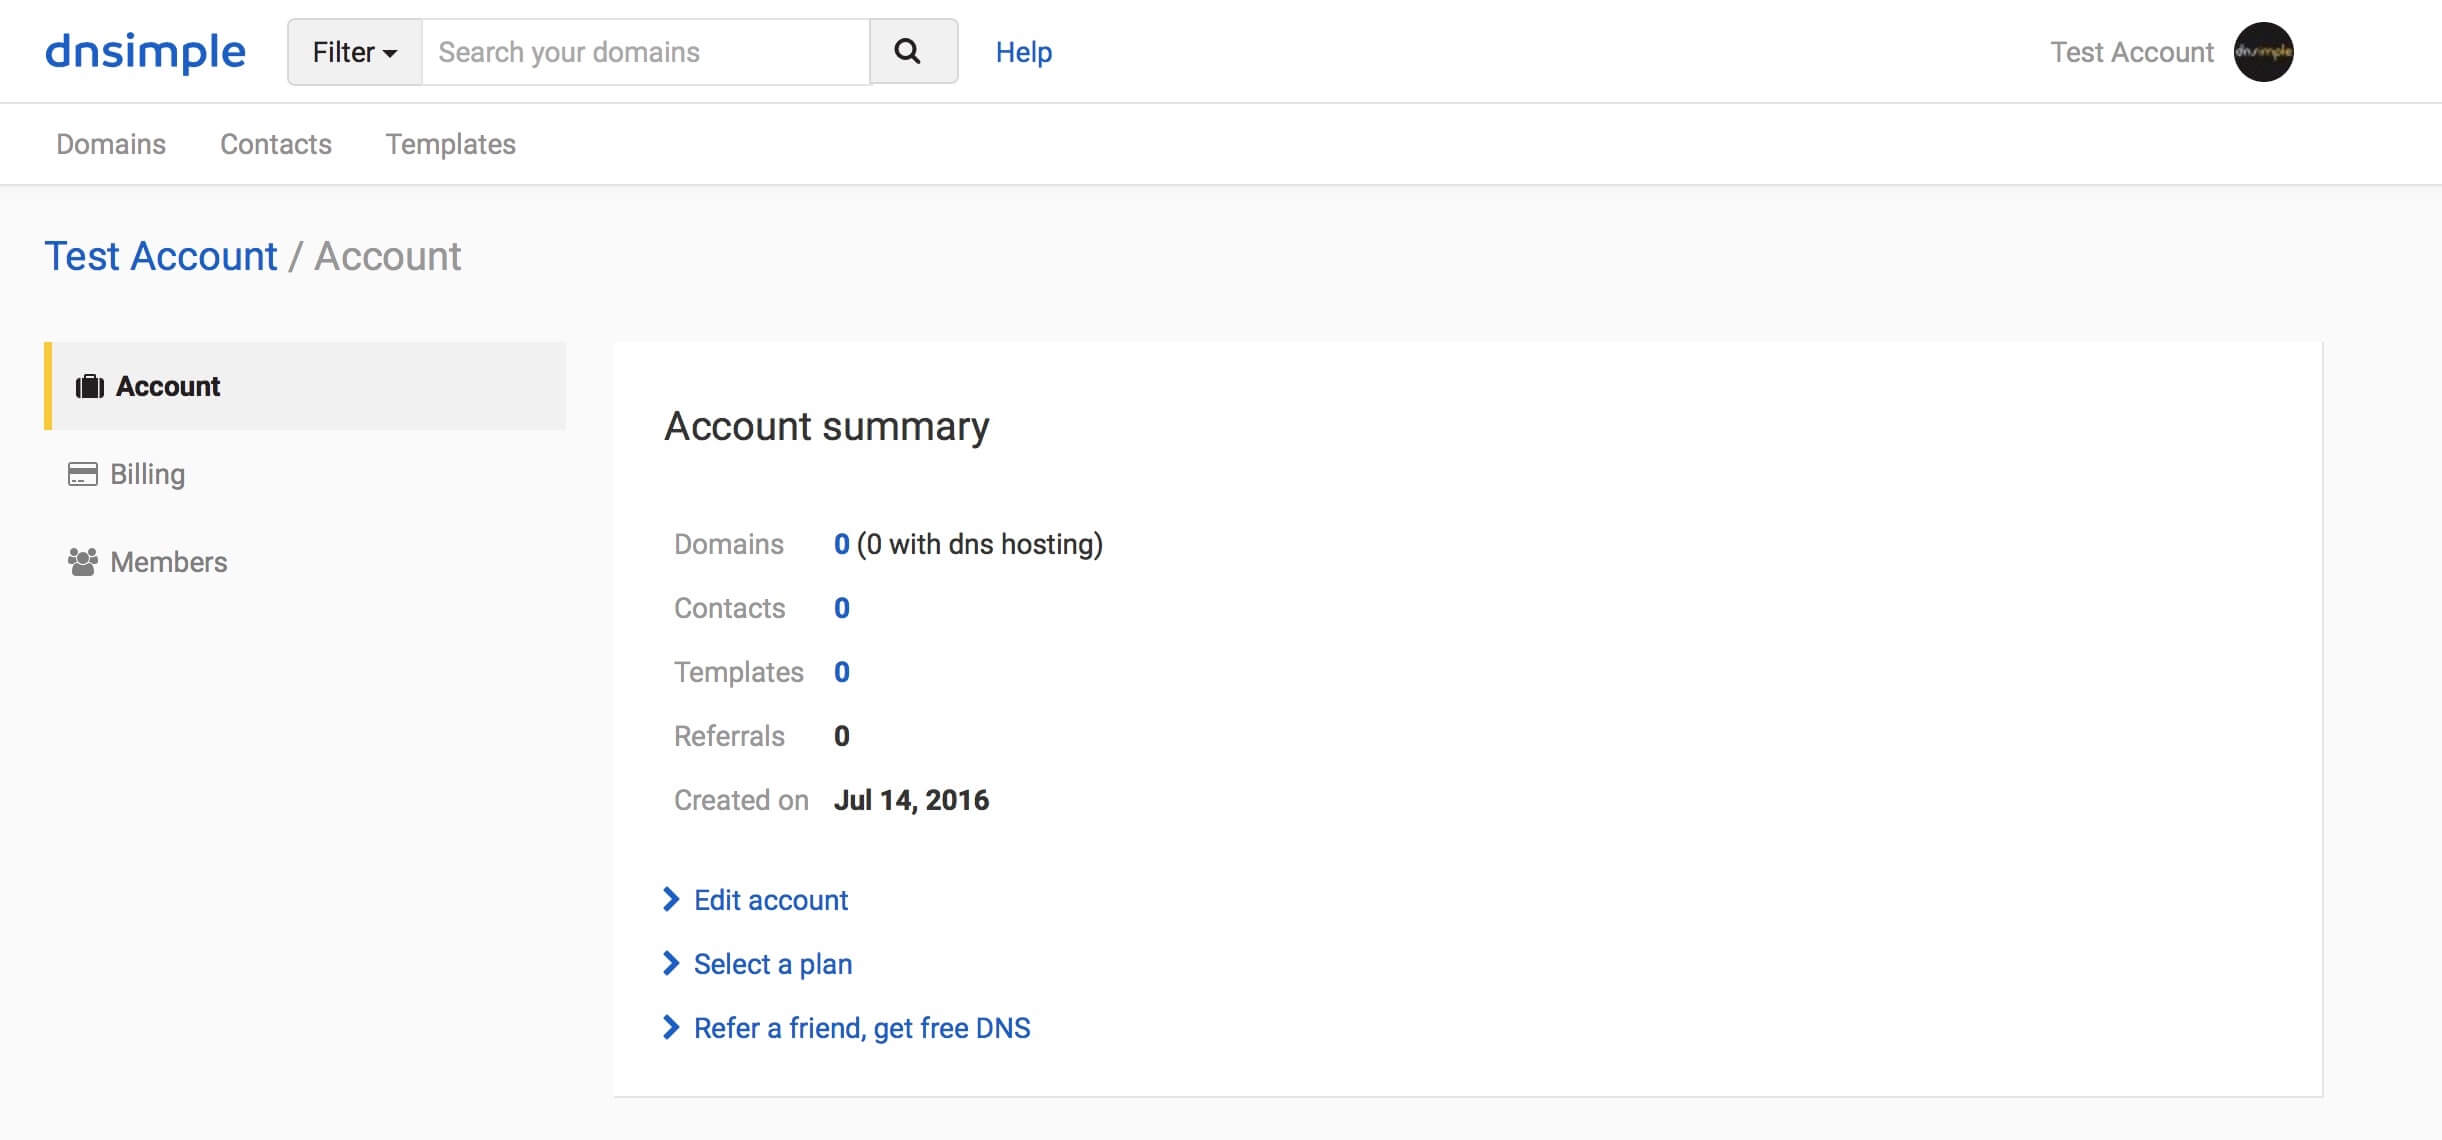 dnsimple Filter Search your domains Help Test Account dnsimple
Domains Contacts Templates
Test Account / Account
Account
Billing
Members
Account summary
Domains 0 (0 with dns hosting)
Contacts 0
Templates 0
Referrals 0
Created on Jul 14, 2016
Edit account
Select a plan
Refer a friend, get free DNS